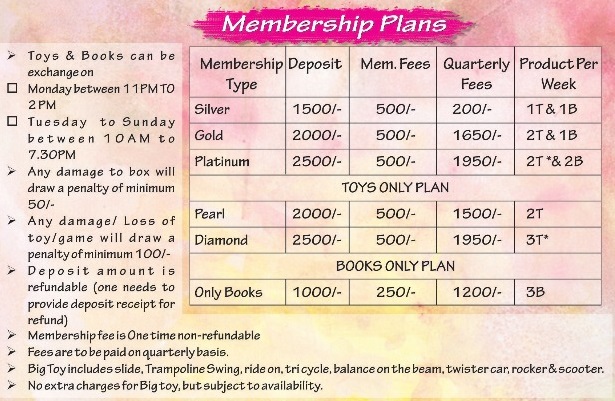 Membership Plans
➢ Toys & Books can be
exchange on
☐ Monday between 11PM TO
2PM
☐ Tuesday to Sunday
between 10AM to
7.30PM
➢ Any damage to box will
draw a penalty of minimum
50/-
➢ Any damage/ Loss of
toy/game will draw a
penalty of minimum 100/-
➢ Deposit amount is
refundable (one needs to
provide deposit receipt for
refund)
Membership Deposit Mem. Fees Quarterly Product Per
Type Fees Week
Silver 1500/- 500/- 200/- 1T & 1B
Gold 2000/- 500/- 1650/- 2T & 1B
Platinum 2500/- 500/- 1950/- 2T *& 2B
TOYS ONLY PLAN
Pearl 2000/- 500/- 1500/- 2T
Diamond 2500/- 500/- 1950/- 3T*
BOOKS ONLY PLAN
Only Books 1000/- 250/- 1200/- 3B
➢ Membership fee is One time non-refundable
➢ Fees are to be paid on quarterly basis.
➢ Big Toy includes slide, Trampoline Swing, ride on, tri cycle, balance on the beam, twister car, rocker & scooter.
➢ No extra charges for Big toy, but subject to availability.